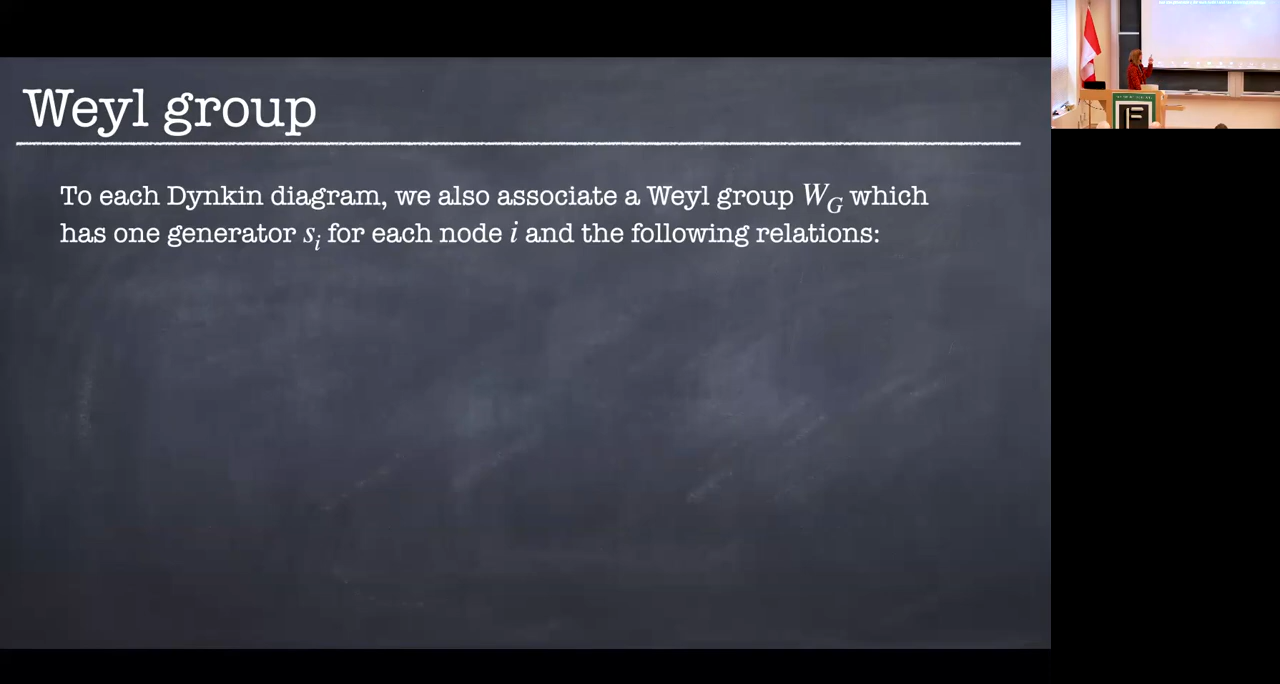 Weyl group
To each Dynkin diagram, we also associate a Weyl group W_G which
has one generator s_i for each node i and the following relations: